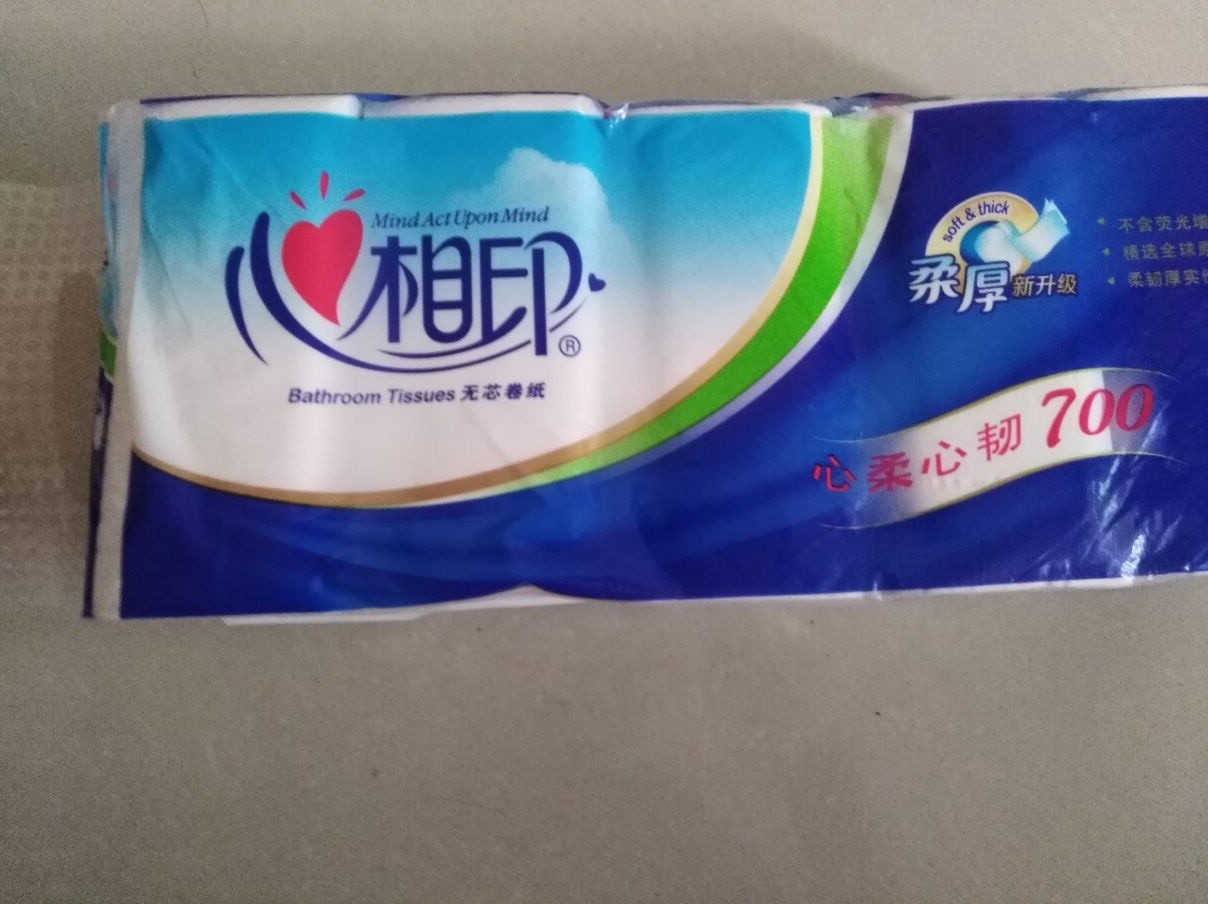 Mind Act Upon Mind
心相印®
Bathroom Tissues 无芯卷纸
soft & thick
柔厚新升级
不含荧光增
精选全球原
柔韧厚实
心柔心韧 700